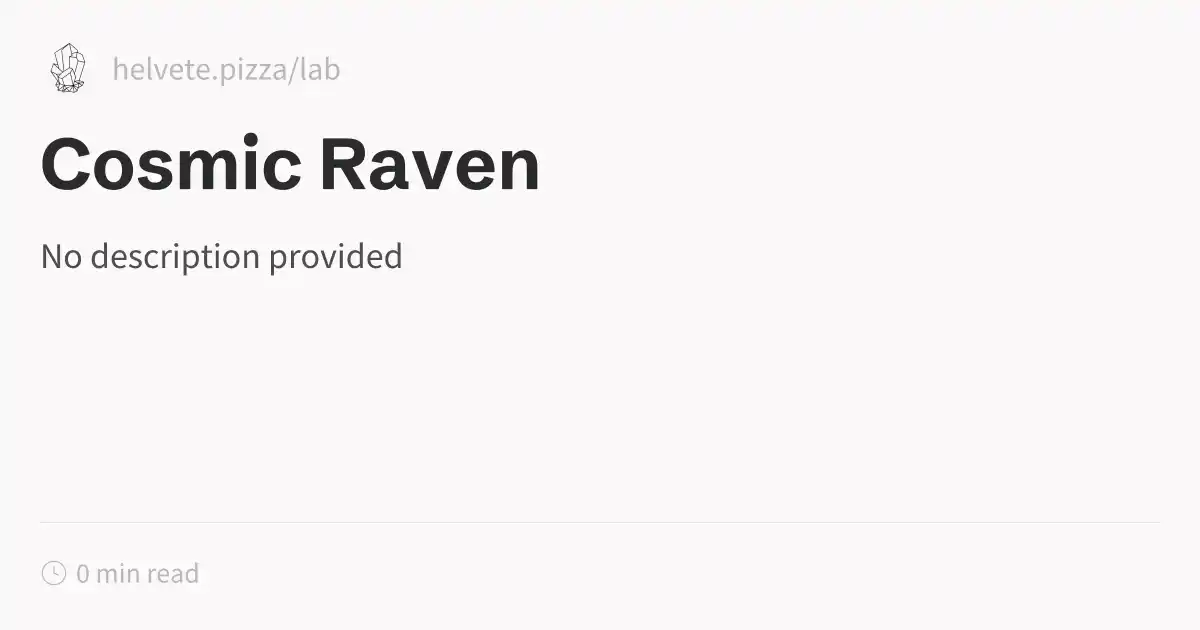 helvete.pizza/lab
Cosmic Raven
No description provided
0 min read